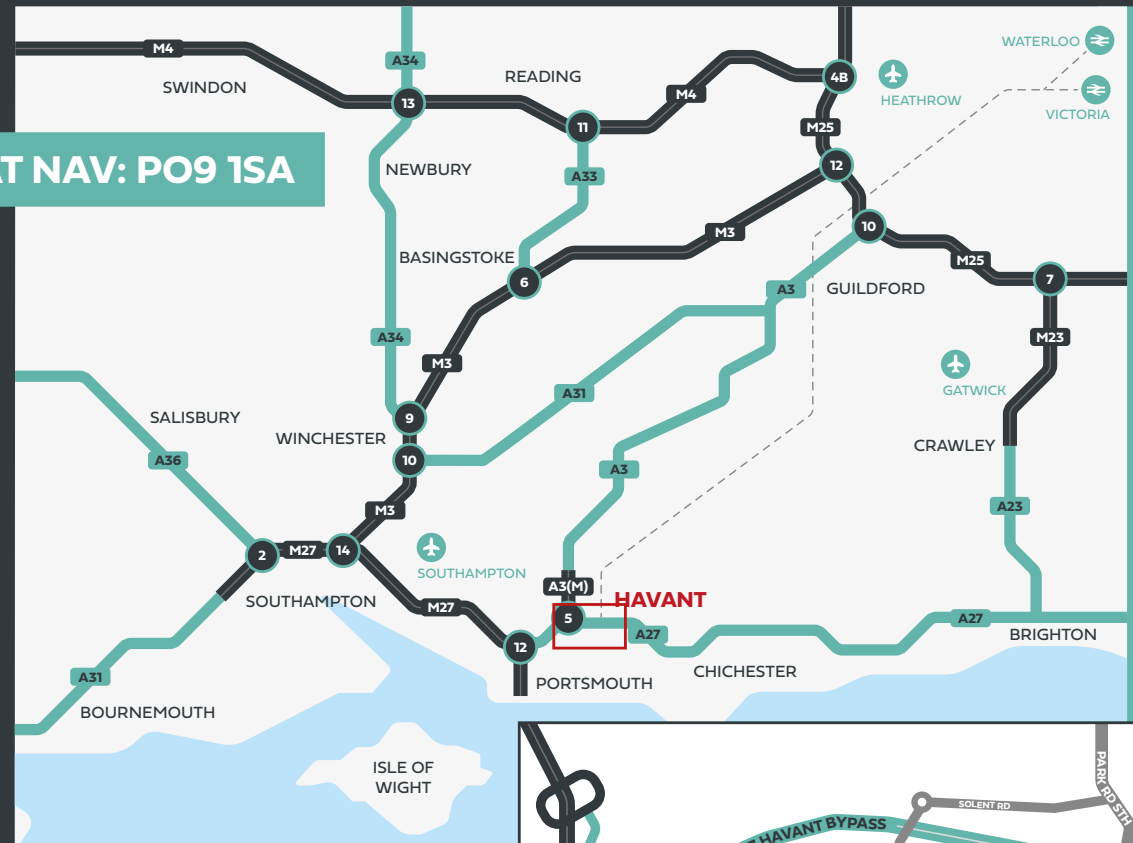 WATERLOO
M4
A34
READING
SWINDON
13
M4
4B
HEATHROW
VICTORIA
11
M25
AT NAV: PO9 1SA
NEWBURY
A33
12
M3
10
BASINGSTOKE
6
M25
7
A3
GUILDFORD
A34
M3
M23
GATWICK
A31
SALISBURY
9
WINCHESTER
10
CRAWLEY
A36
A3
M3
A23
2
M27
14
SOUTHAMPTON
A3(M)
SOUTHAMPTON
M27
HAVANT
5
A27
A27
BRIGHTON
12
CHICHESTER
PORTSMOUTH
A31
BOURNEMOUTH
ISLE OF
WIGHT
PARK RD STH
SOLENT RD
HAVANT BYPASS